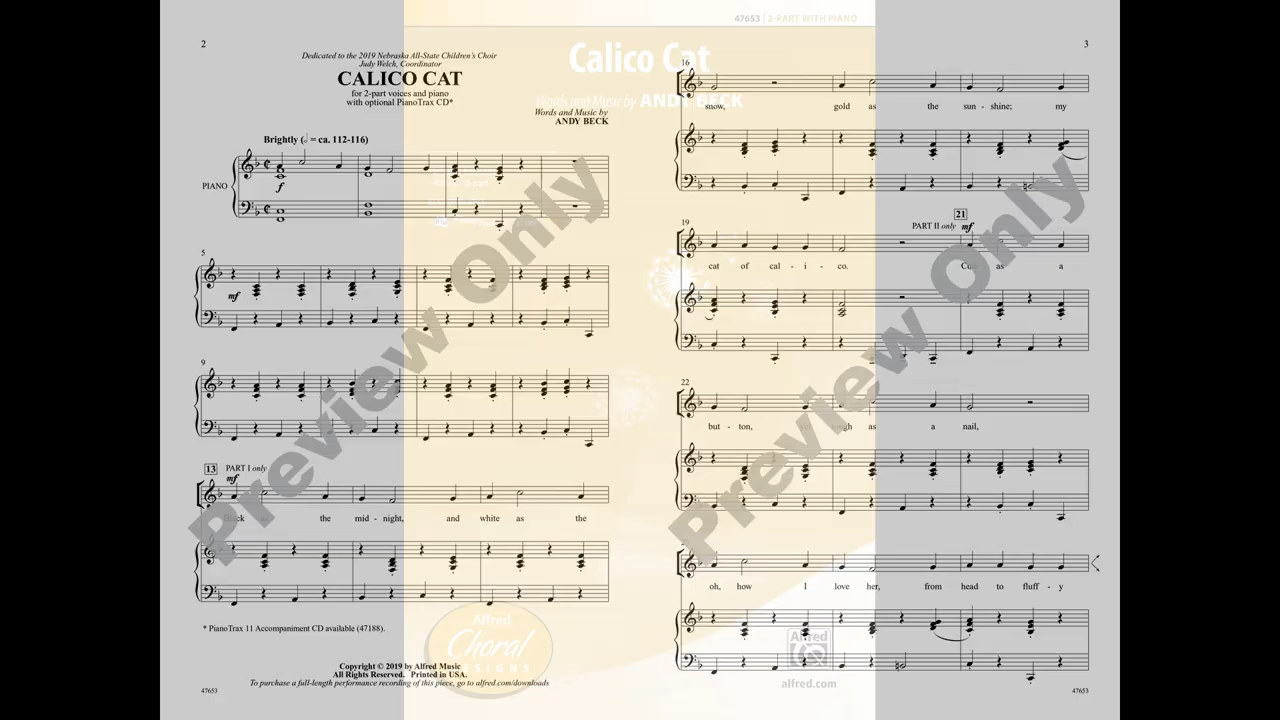 47653 | 2-PART WITH PIANO
Calico Cat
Words and Music by ANDY BECK
2
Dedicated to the 2019 Nebraska All-State Children's Choir
Judy Welch, Coordinator
CALICO CAT
for 2-part voices and piano
with optional PianoTrax CD*
Words and Music by
ANDY BECK
Brightly ( = ca. 112-116)
PIANO
f
5
mf
9
13
PART I only
mf
Black the mid - night, and white as the
* PianoTrax 11 Accompaniment CD available (47188).
Copyright © 2019 by Alfred Music
All Rights Reserved. Printed in USA.
To purchase a full-length performance recording of this piece, go to alfred.com/downloads
47653
3
16
snow, gold as the sun - shine; my
19
21
PART II only mf
cat of cal - i - co. as a
22
but - ton, as a nail,
oh, how I love her, from head to fluff - y
47653
Preview Only
Preview Only
Alfred
Choral
DESIGNS
Alfred
alfred.com